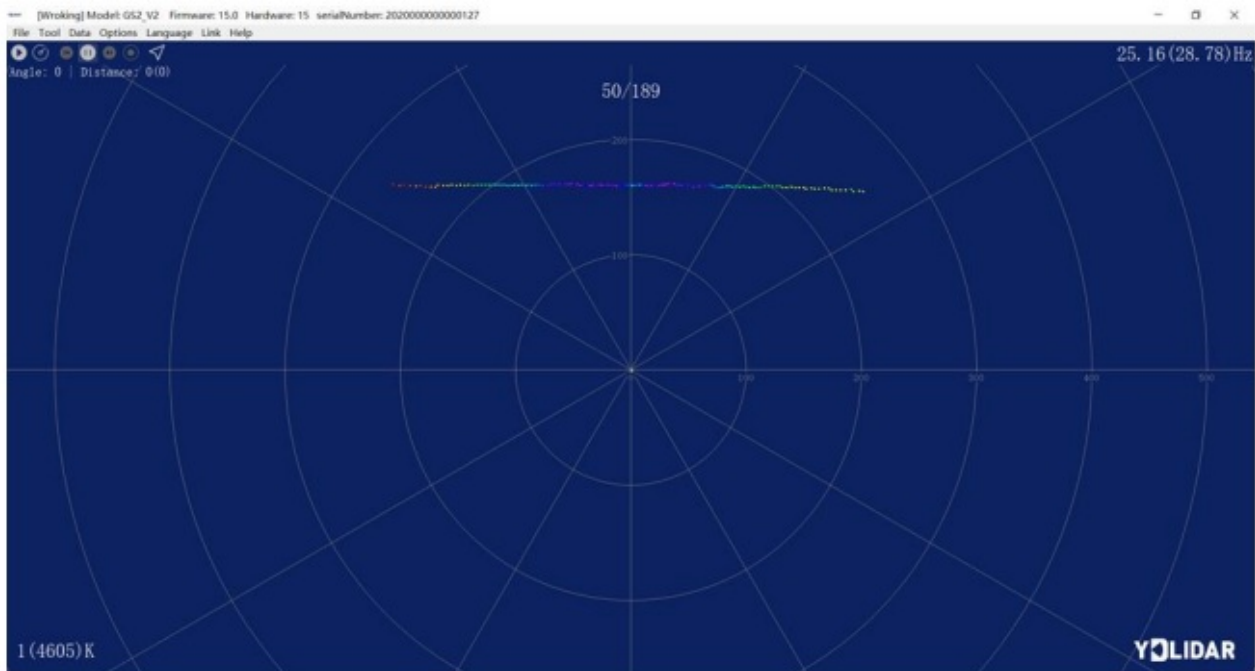 [Wroking] Model: GS2_V2 Firmware: 15.0 Hardware: 15 serialNumber: 2020000000000127
File Tool Data Options Language Link Help
25.16(28.78)Hz
Angle: 0 | Distance: 0(0)
50/189
200
100
100 200 300 400 500
1(4605)K
YDLIDAR